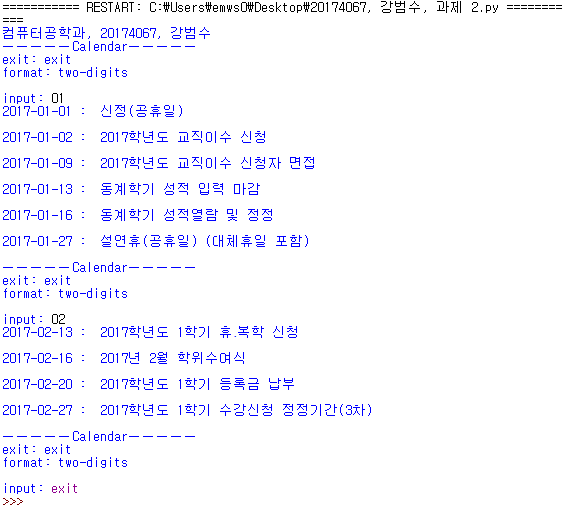 =========== RESTART: C:\Users\emws0\Desktop\20174067, 강범수, 과제 2.py ========
===
컴퓨터공학과, 20174067, 강범수
－－－－－Calendar－－－－－
exit: exit
format: two-digits
input: 01
2017-01-01 : 신정(공휴일)
2017-01-02 : 2017학년도 교직이수 신청
2017-01-09 : 2017학년도 교직이수 신청자 면접
2017-01-13 : 동계학기 성적 입력 마감
2017-01-16 : 동계학기 성적열람 및 정정
2017-01-27 : 설연휴(공휴일) (대체휴일 포함)
－－－－－Calendar－－－－－
exit: exit
format: two-digits
input: 02
2017-02-13 : 2017학년도 1학기 휴.복학 신청
2017-02-16 : 2017년 2월 학위수여식
2017-02-20 : 2017학년도 1학기 등록금 납부
2017-02-27 : 2017학년도 1학기 수강신청 정정기간(3차)
－－－－－Calendar－－－－－
exit: exit
format: two-digits
input: exit
>>>